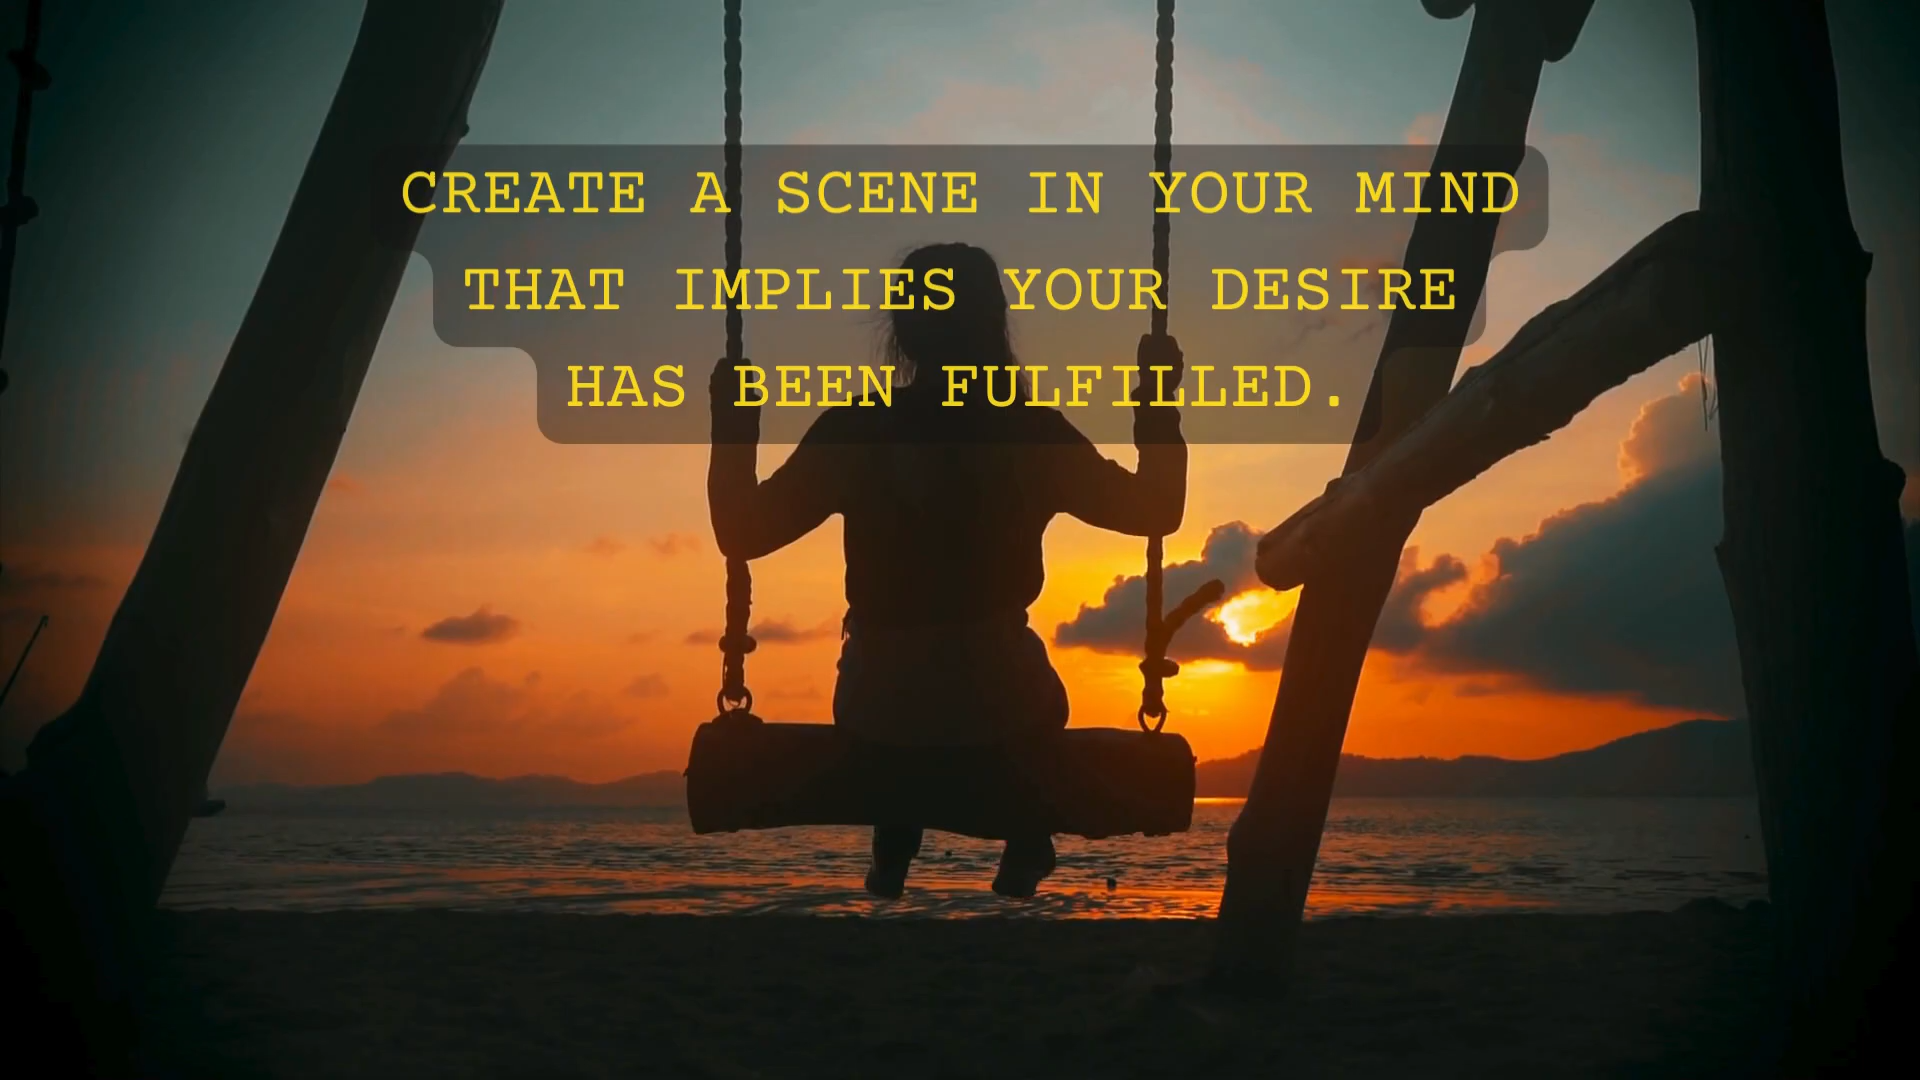 CREATE A SCENE IN YOUR MIND
THAT IMPLIES YOUR DESIRE
HAS BEEN FULFILLED.